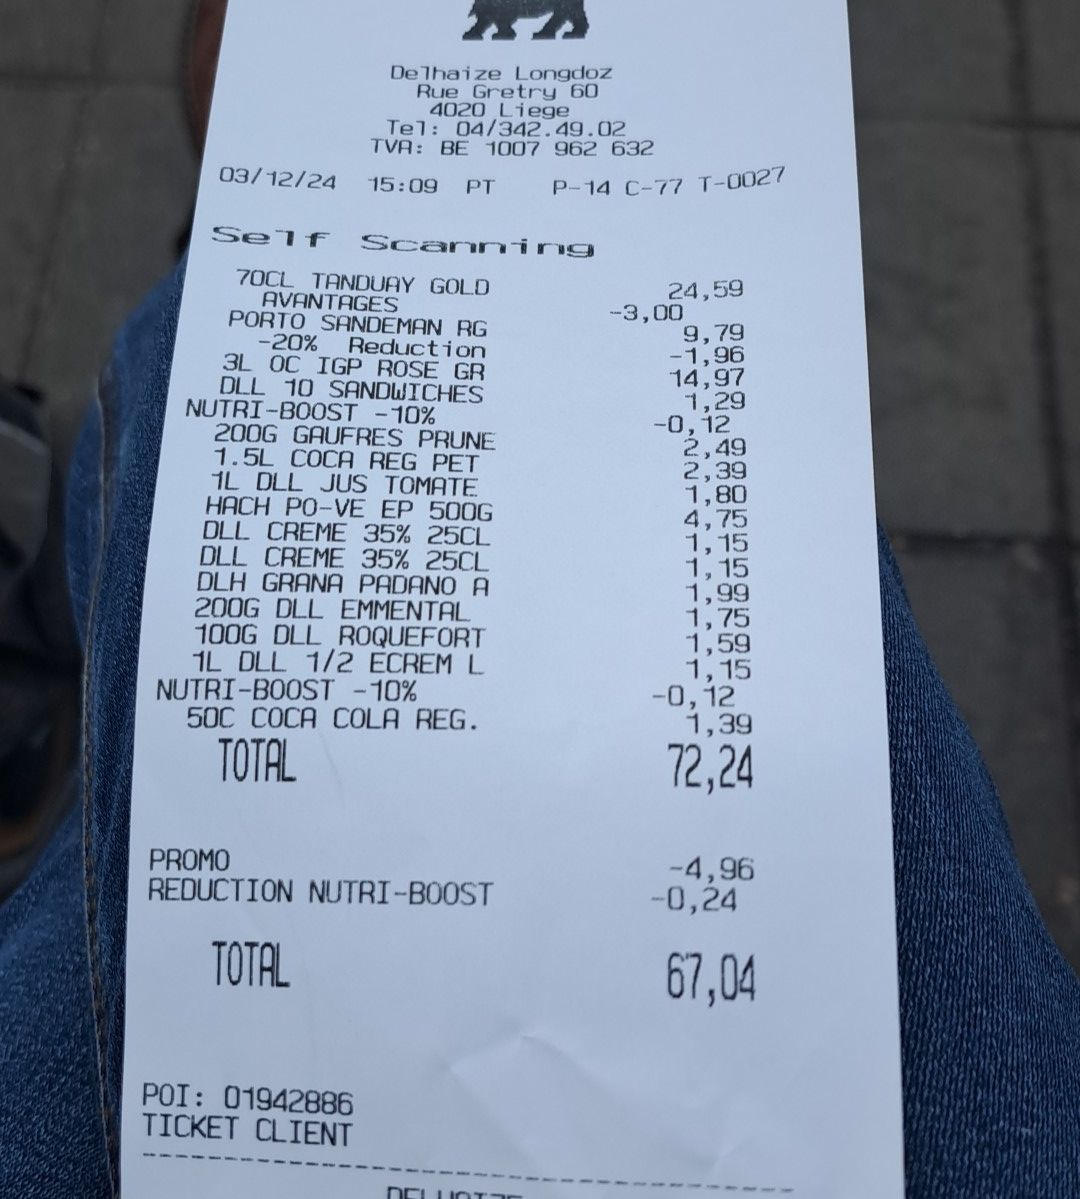 Delhaize Longdoz
Rue Gretry 60
4020 Liege
Tel: 04/342.49.02
TVA: BE 1007 962 632
03/12/24 15:09 PT P-14 C-77 T-0027
Self Scanning
70CL TANDUAY GOLD 24,59
AVANTAGES -3,00
PORTO SANDEMAN RG 9,79
-20% Reduction -1,96
3L OC IGP ROSE GR 14,97
DLL 10 SANDWICHES 1,29
NUTRI-BOOST -10% -0,12
200G GAUFRES PRUNE 2,49
1.5L COCA REG PET 2,39
1L DLL JUS TOMATE 1,80
HACH PO-VE EP 500G 4,75
DLL CREME 35% 25CL 1,15
DLL CREME 35% 25CL 1,15
DLH GRANA PADANO A 1,99
200G DLL EMMENTAL 1,75
100G DLL ROQUEFORT 1,59
1L DLL 1/2 ECREM L 1,15
NUTRI-BOOST -10% -0,12
50C COCA COLA REG. 1,39
TOTAL 72,24
PROMO -4,96
REDUCTION NUTRI-BOOST -0,24
TOTAL 67,04
POI: 01942886
TICKET CLIENT